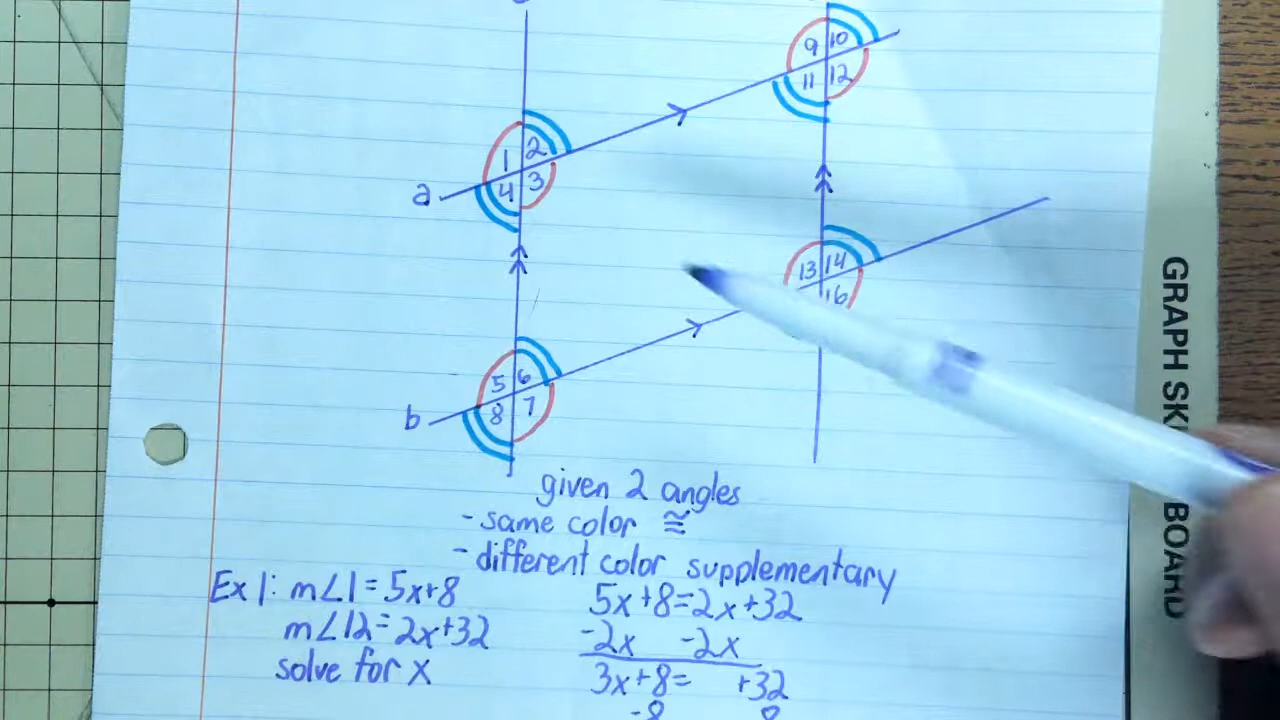 9 10
11 12
1 2
a 4 3
13 14
16
5 6
b 8 7
given 2 angles
- same color ≅
- different color supplementary
Ex 1: m∠1 = 5x+8
m∠12 = 2x+32
solve for x
5x+8=2x+32
-2x -2x
3x+8= +32
-8 8
GRAPH
BOARD